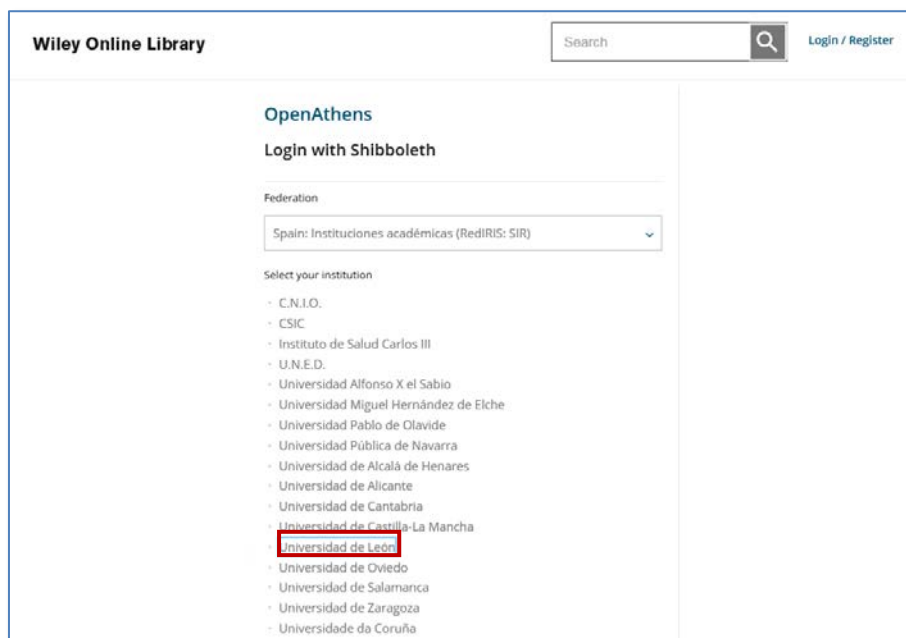 Wiley Online Library
Search
Login / Register
OpenAthens
Login with Shibboleth
Federation
Spain: Instituciones académicas (RedIRIS: SIR)
Select your institution
C.N.I.O.
CSIC
Instituto de Salud Carlos III
U.N.E.D.
Universidad Alfonso X el Sabio
Universidad Miguel Hernández de Elche
Universidad Pablo de Olavide
Universidad Pública de Navarra
Universidad de Alcalá de Henares
Universidad de Alicante
Universidad de Cantabria
Universidad de Castilla-La Mancha
Universidad de León
Universidad de Oviedo
Universidad de Salamanca
Universidad de Zaragoza
Universidade da Coruña